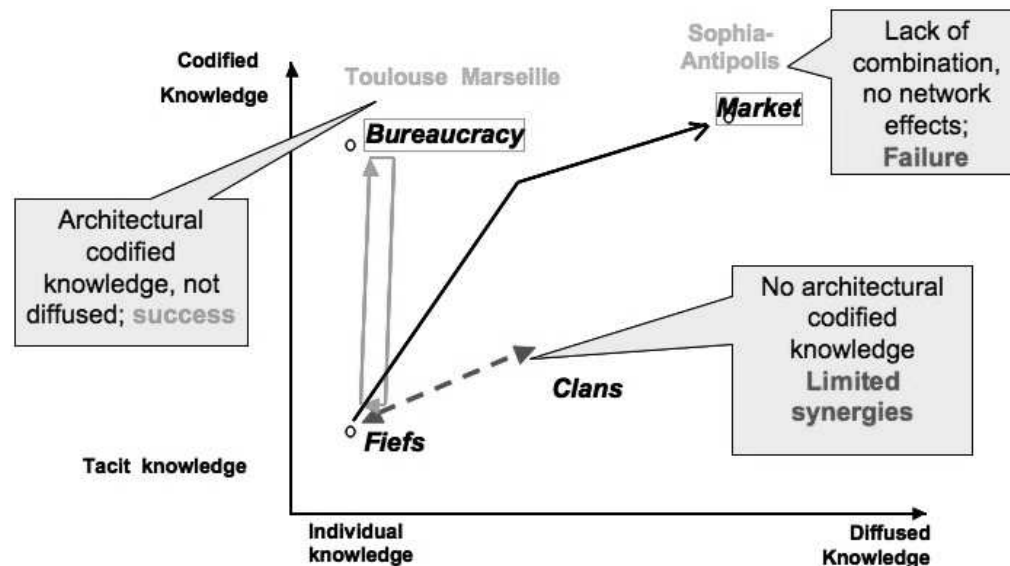 Codified
Knowledge
Toulouse Marseille
Sophia-
Antipolis
Lack of
combination,
no network
effects;
Failure
Bureaucracy
Market
Architectural
codified
knowledge, not
diffused; success
No architectural
codified
knowledge
Limited
synergies
Clans
Fiefs
Tacit knowledge
Individual
knowledge
Diffused
Knowledge